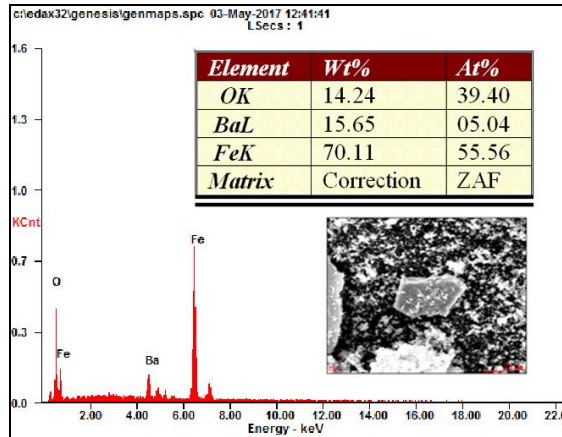 c:\edax32\genesis\genmaps.spc 03-May-2017 12:41:41
LSecs : 1
1.6
1.3
1.0
KCnt
0.7
0.3
0.0
Element Wt% At%
OK 14.24 39.40
BaL 15.65 05.04
FeK 70.11 55.56
Matrix Correction ZAF
O
Fe
Ba
Fe
2.00 4.00 6.00 8.00 10.00 12.00 14.00 16.00 18.00 20.00 22.0
Energy - keV